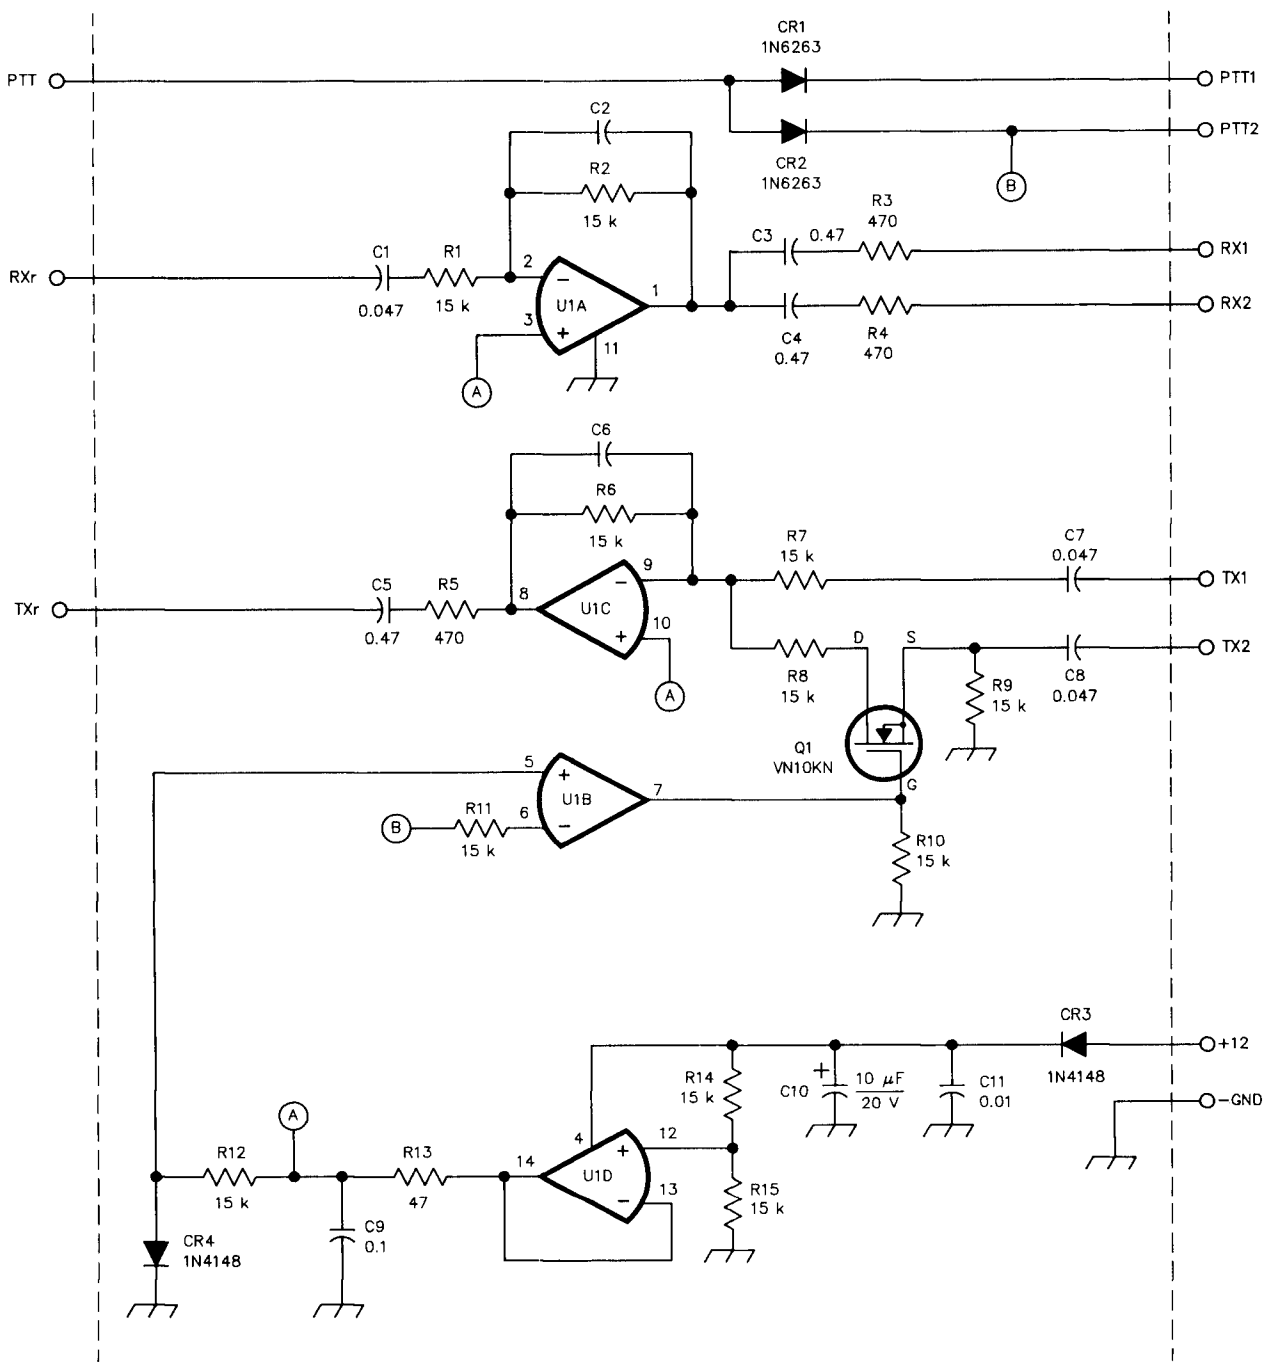 CR1
1N6263
PTT
PTT1
C2
PTT2
CR2
1N6263
B
R2
15 k
R3
470
C3
0.47
RX1
C1
0.047
R1
15 k
RXr
2
−
U1A
1
3
+
11
A
C4
0.47
R4
470
RX2
C6
R6
15 k
R7
15 k
C7
0.047
TX1
9
−
TXr
C5
0.47
R5
470
8
U1C
10
+
A
D
S
R8
15 k
R9
15 k
C8
0.047
TX2
Q1
VN10KN
G
5
+
U1B
7
B
R11
15 k
6
−
R10
15 k
CR3
1N4148
+12
R14
15 k
+
C10
10 µF
20 V
C11
0.01
-GND
A
4
12
+
R12
15 k
R13
47
14
U1D
13
−
R15
15 k
C9
0.1
CR4
1N4148